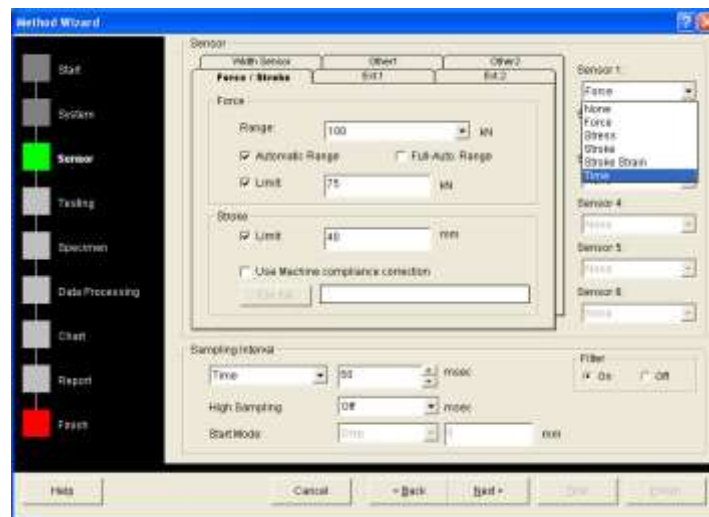 Method Wizard
Start
System
Sensor
Testing
Specimen
Data Processing
Chart
Report
Finish
Sensor
Width Sensor Other1 Other2
Force / Stroke Ext.1 Ext.2
Force
Range: 100 kN
Automatic Range Full-Auto. Range
Limit 75 kN
Stroke
Limit 40 mm
Use Machine compliance correction
Sensor 1:
Force
None
Force
Stress
Stroke
Stroke Strain
Time
Sensor 4
None
Sensor 5
None
Sensor 6
None
Sampling Interval
Time 50 msec
High Sampling Off msec
Start Mode mm
Filter
On Off
Help Cancel < Back Next >